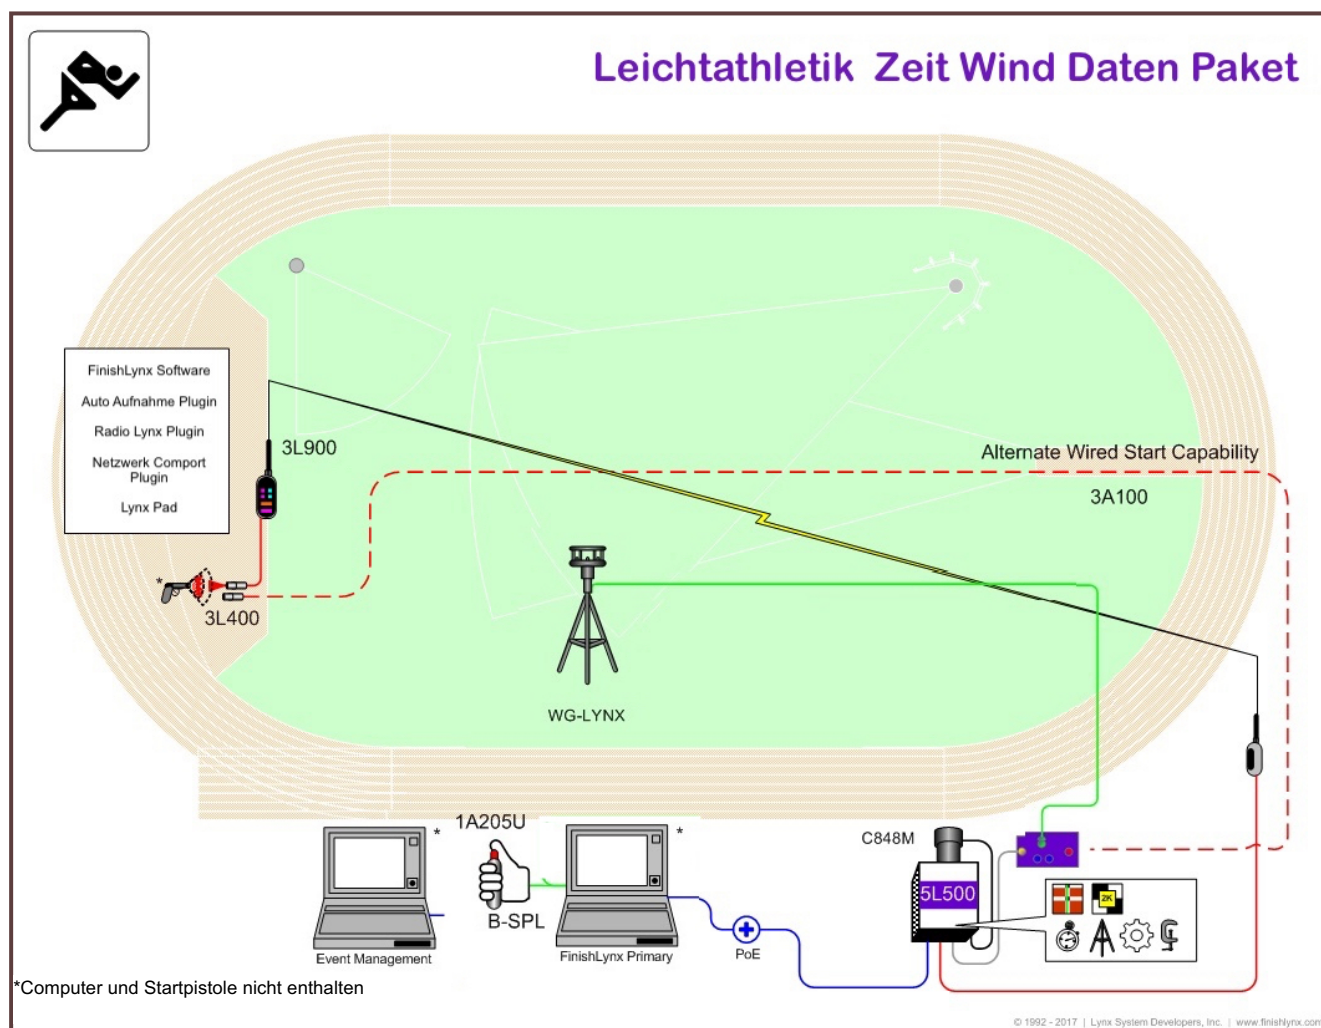 Leichtathletik Zeit Wind Daten Paket
FinishLynx Software
Auto Aufnahme Plugin
Radio Lynx Plugin
Netzwerk Comport
Plugin
Lynx Pad
3L900
Alternate Wired Start Capability
3A100
*
3L400
WG-LYNX
*
1A205U
*
C848M
5L500
2K
B-SPL
Event Management
FinishLynx Primary
PoE
*Computer und Startpistole nicht enthalten
© 1992 - 2017 | Lynx System Developers, Inc. | www.finishlynx.com